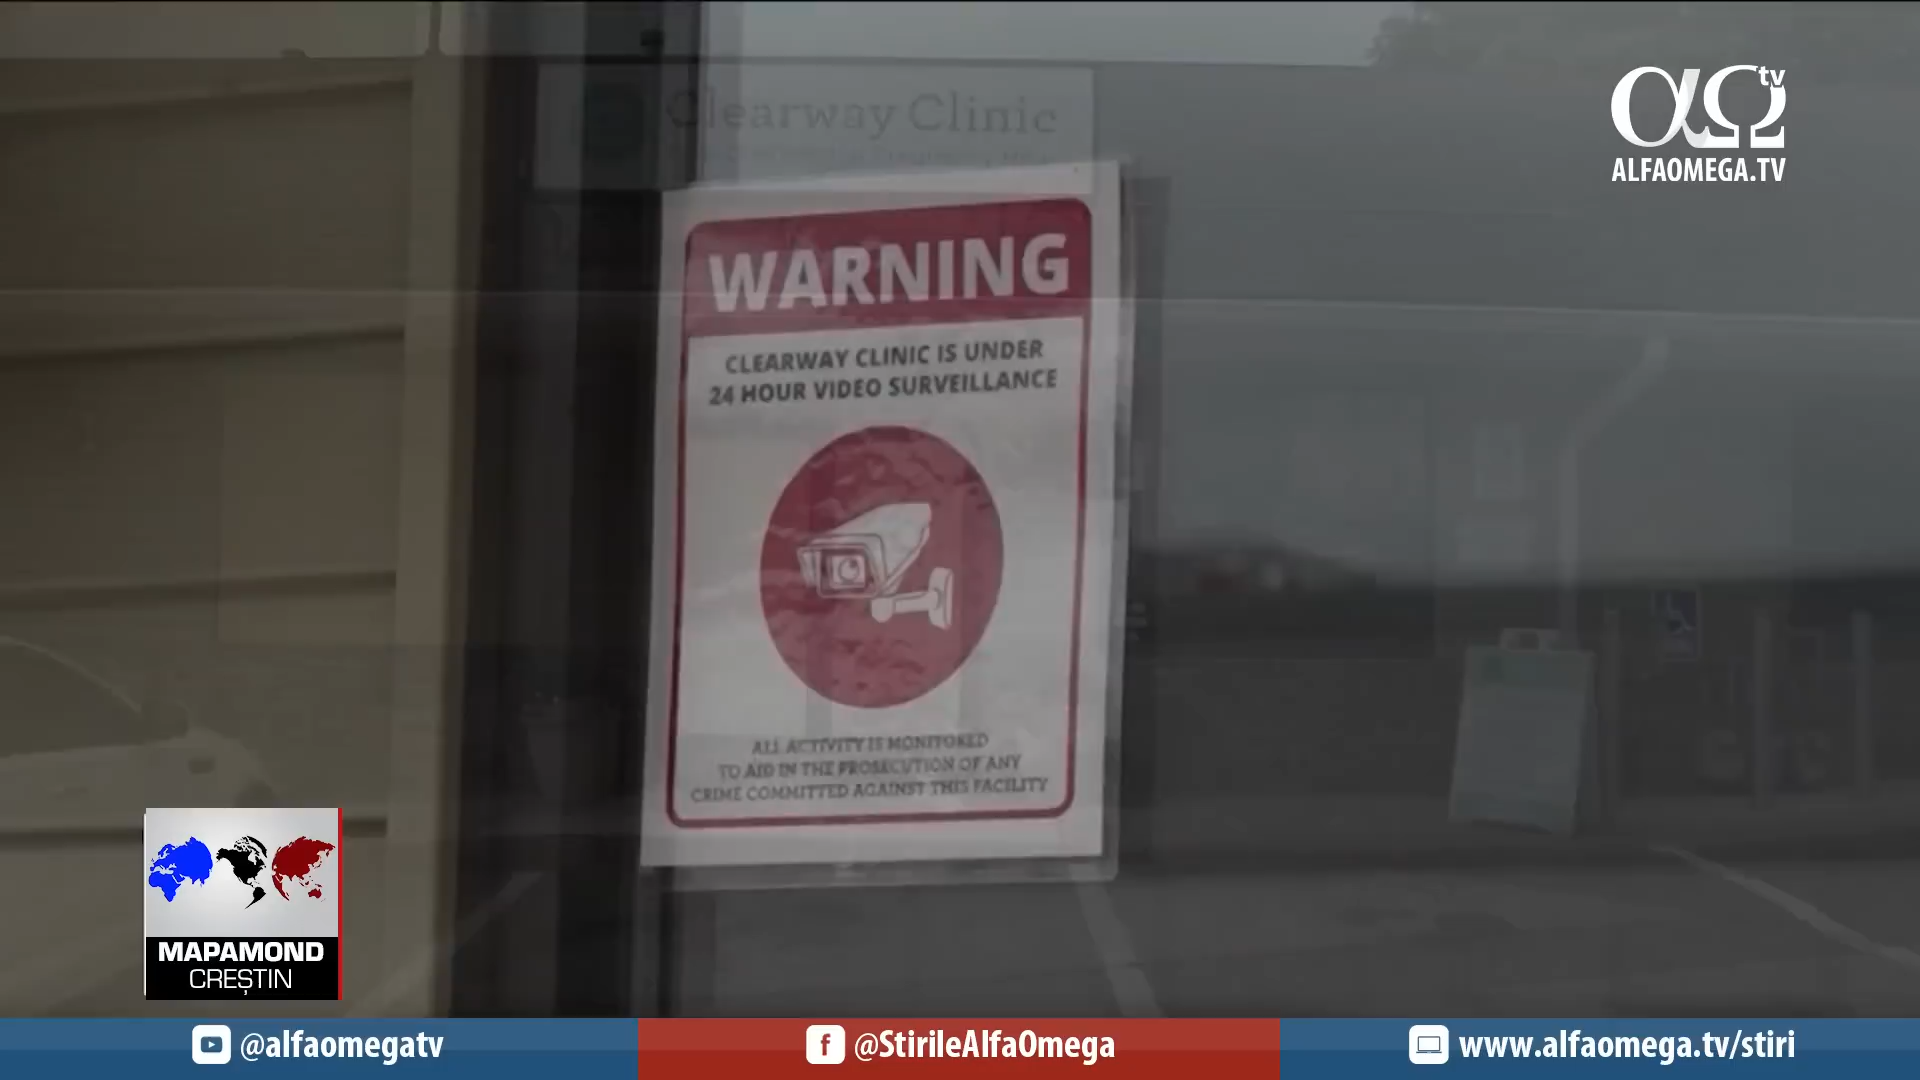 tv
ALFAOMEGA.TV
Clearway Clinic
WARNING
CLEARWAY CLINIC IS UNDER
24 HOUR VIDEO SURVEILLANCE
ALL ACTIVITY IS MONITORED
TO AID IN THE PROSECUTION OF ANY
CRIME COMMITTED AGAINST THIS FACILITY
MAPAMOND
CREȘTIN
@alfaomegatv
@StirileAlfaOmega
www.alfaomega.tv/stiri